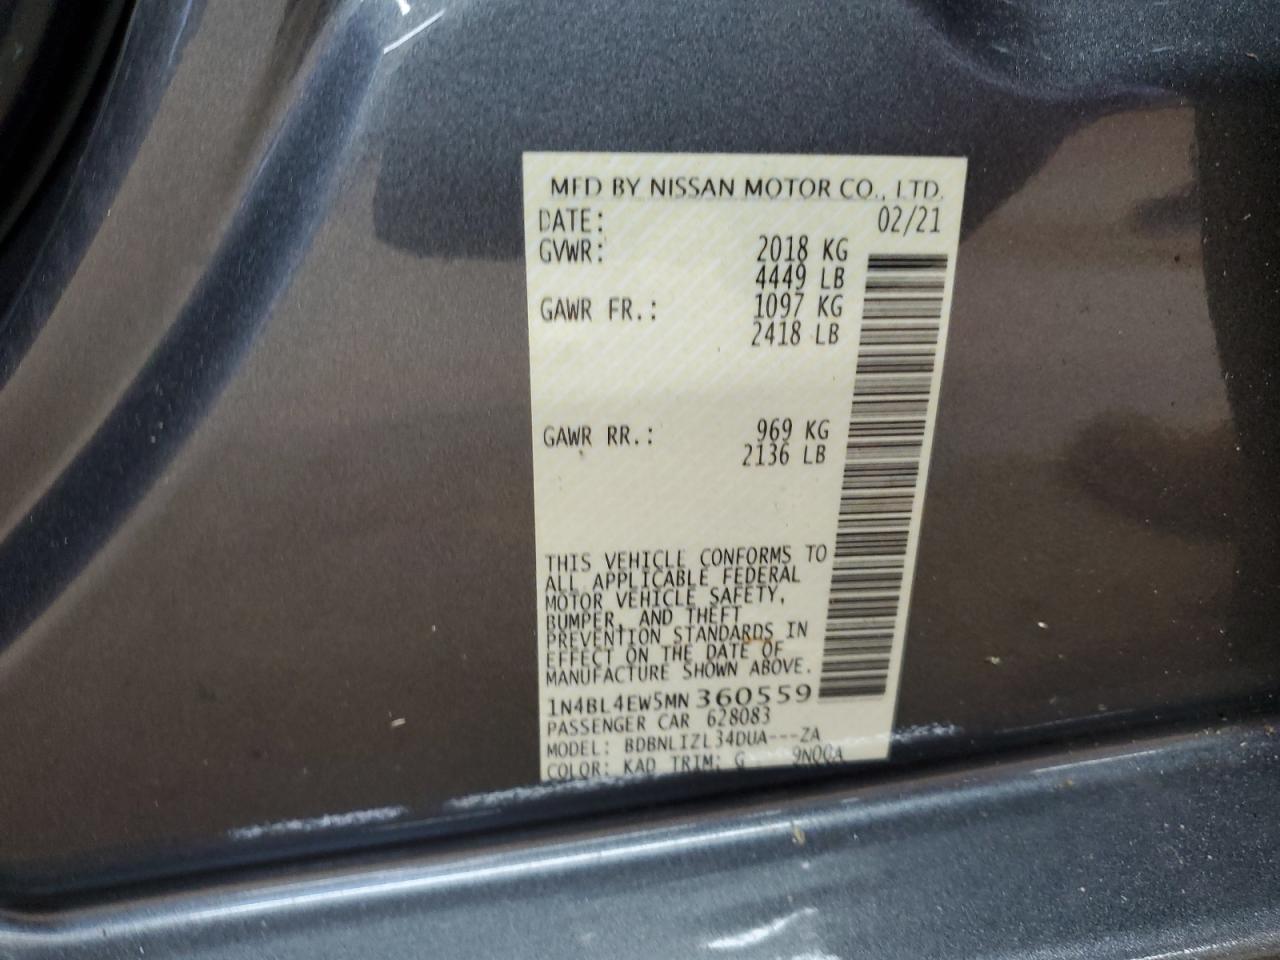 MFD BY NISSAN MOTOR CO., LTD.
DATE: 02/21
GVWR: 2018 KG
4449 LB
GAWR FR.: 1097 KG
2418 LB
GAWR RR.: 969 KG
2136 LB
THIS VEHICLE CONFORMS TO
ALL APPLICABLE FEDERAL
MOTOR VEHICLE SAFETY,
BUMPER, AND THEFT
PREVENTION STANDARDS IN
EFFECT ON THE DATE OF
MANUFACTURE SHOWN ABOVE.
1N4BL4EW5MN360559
PASSENGER CAR 628083
MODEL: BDBNLIZL34DUA---ZA
COLOR: KAD TRIM: G